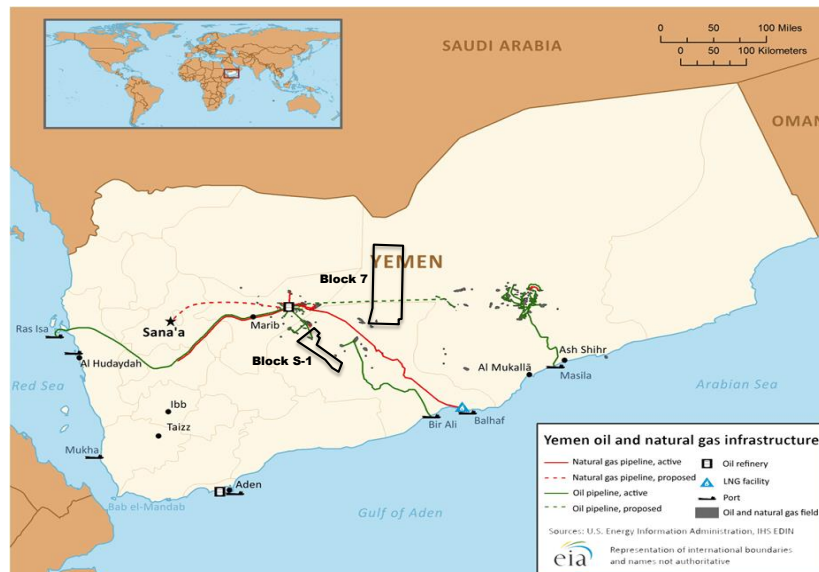 SAUDI ARABIA
0 50 100 Miles
0 50 100 Kilometers
OMAN
YEMEN
Block 7
Sana'a
Marib
Ras Isa
Al Hudaydah
Block S-1
Red Sea
Ash Shihr
Al Mukallā
Masila
Arabian Sea
Ibb
Taizz
Bir Ali
Balhaf
Mukha
Aden
Bab el-Mandab
Gulf of Aden
Yemen oil and natural gas infrastructure
Natural gas pipeline, active
Natural gas pipeline, proposed
Oil pipeline, active
Oil pipeline, proposed
Oil refinery
LNG facility
Port
Oil and natural gas field
Sources: U.S. Energy Information Administration, IHS EDIN
eia
Representation of international boundaries
and names not authoritative